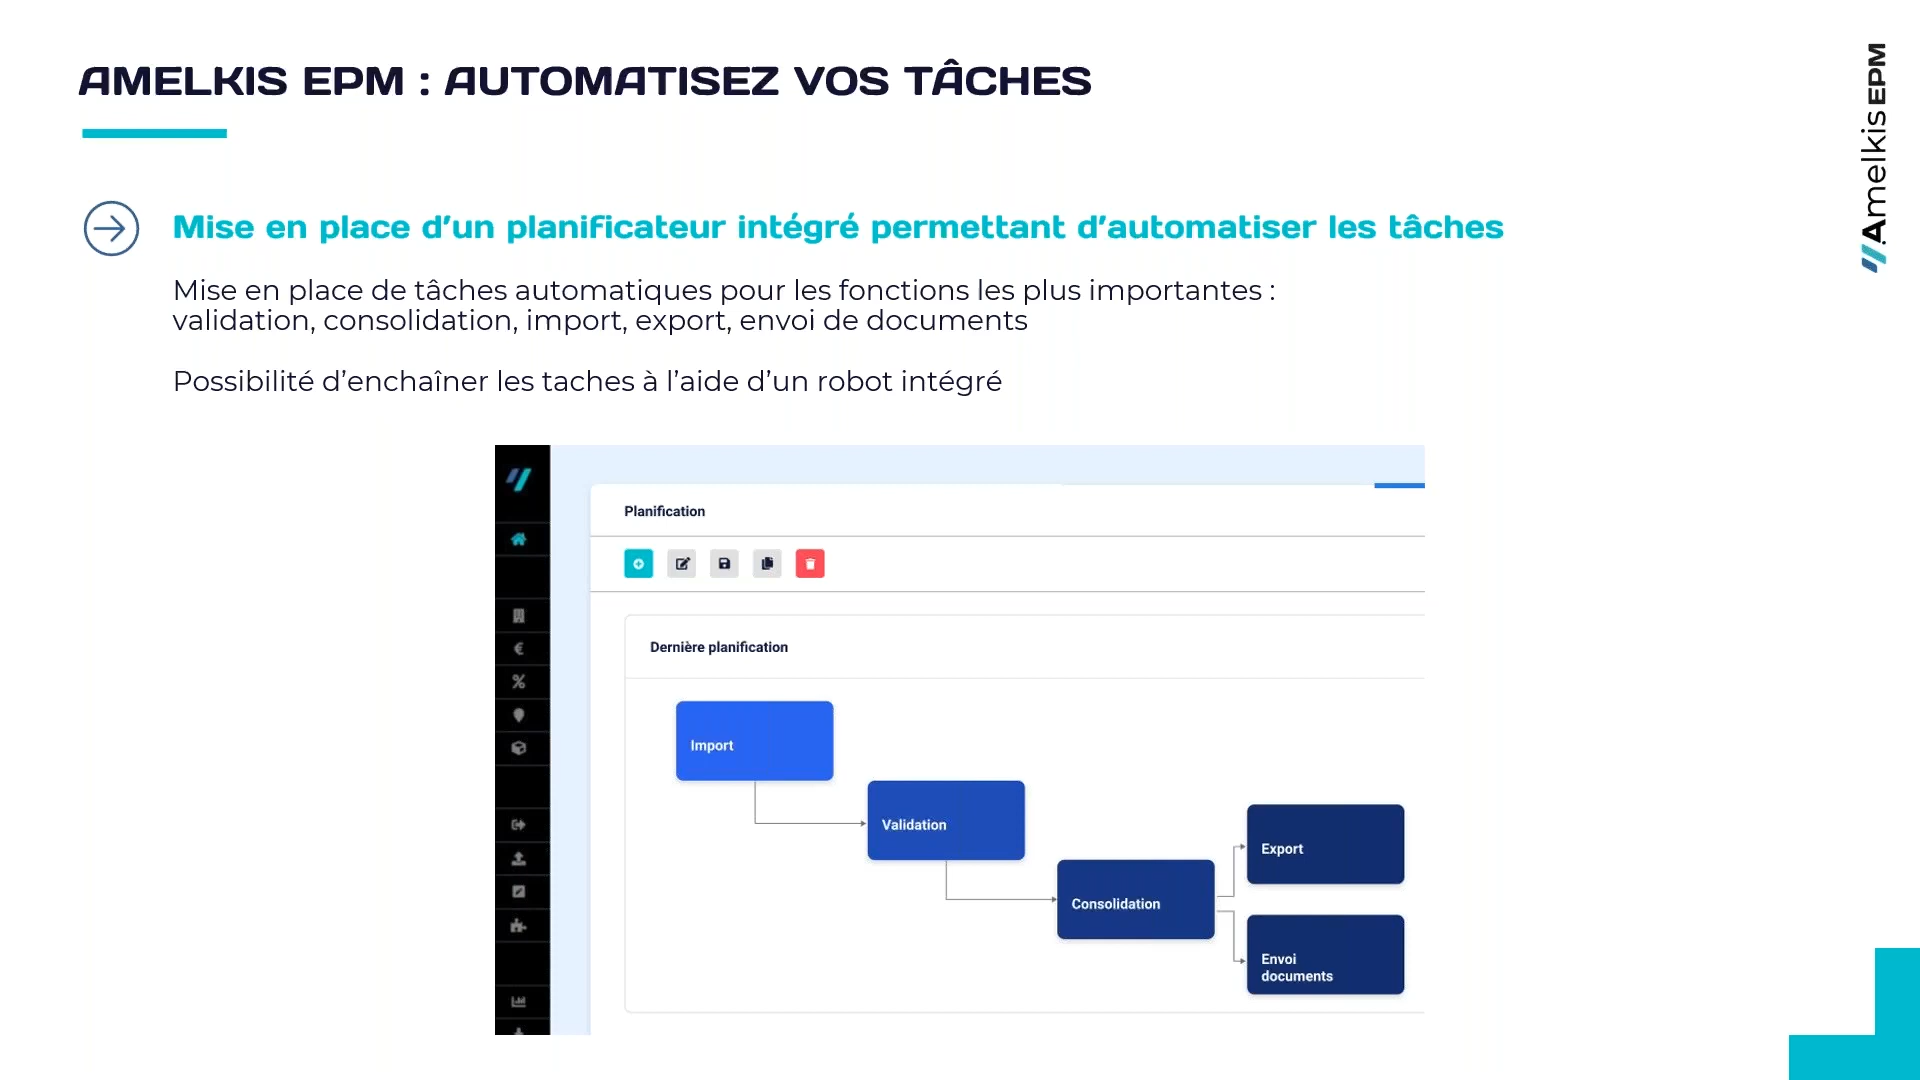 AMELKIS EPM : AUTOMATISEZ VOS TÂCHES
Amelkis EPM
Mise en place d’un planificateur intégré permettant d’automatiser les tâches
Mise en place de tâches automatiques pour les fonctions les plus importantes :
validation, consolidation, import, export, envoi de documents
Possibilité d’enchaîner les taches à l’aide d’un robot intégré
Planification
Dernière planification
Import
Validation
Consolidation
Export
Envoi
documents